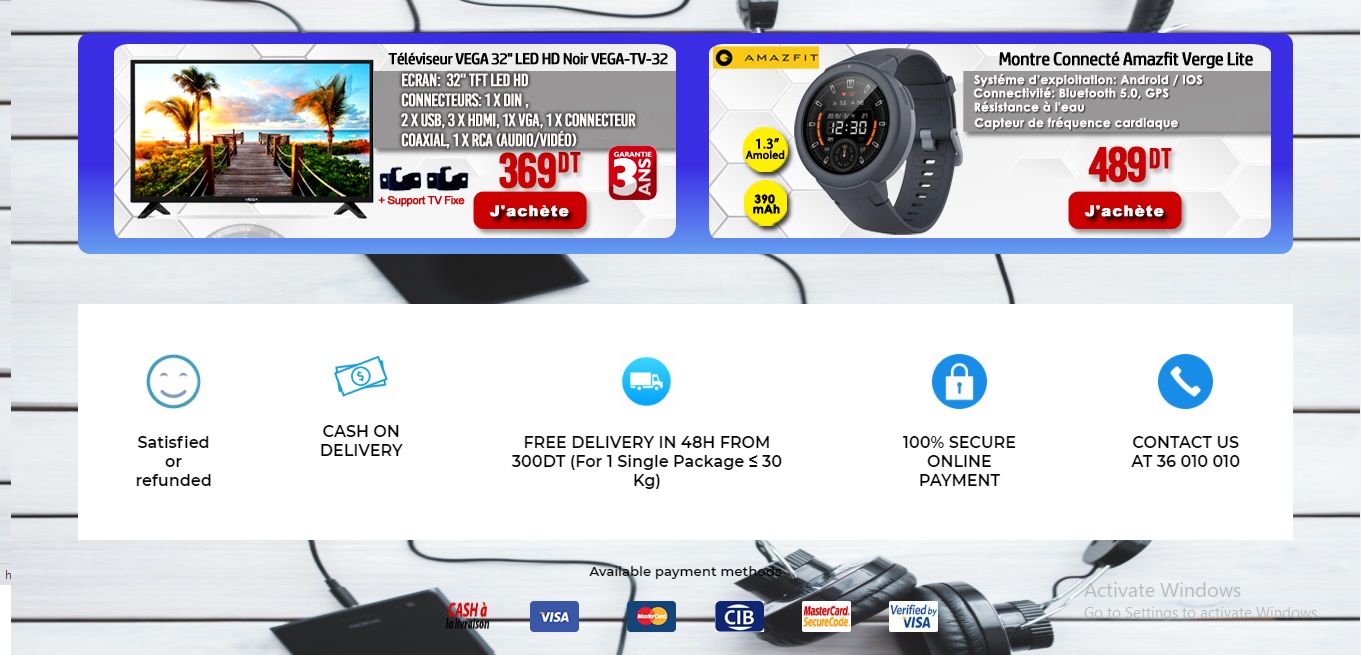 Téléviseur VEGA 32" LED HD Noir VEGA-TV-32
ECRAN: 32" TFT LED HD
CONNECTEURS: 1 X DIN ,
2 X USB, 3 X HDMI, 1X VGA, 1 X CONNECTEUR
COAXIAL, 1 X RCA (AUDIO/VIDÉO)
VEGA
+ Support TV Fixe
369DT
GARANTIE
3 ANS
J'achète
AMAZFIT
Montre Connecté Amazfit Verge Lite
Systéme d'exploitation: Android / IOS
Connectivité: Bluetooth 5.0, GPS
Résistance à l'eau
Capteur de fréquence cardiaque
12:30
1.3"
Amoled
390
mAh
489DT
J'achète
Satisfied
or
refunded
CASH ON
DELIVERY
FREE DELIVERY IN 48H FROM
300DT (For 1 Single Package ≤ 30
Kg)
100% SECURE
ONLINE
PAYMENT
CONTACT US
AT 36 010 010
h
Available payment methods
CASH à
la livraison
VISA
MasterCard
CIB
MasterCard.
SecureCode.
Verified by
VISA
Activate Windows
Go to Settings to activate Windows.